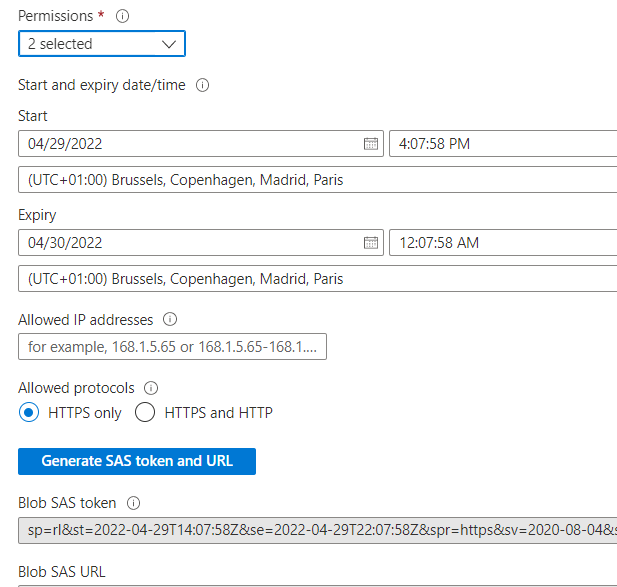 Permissions *
2 selected
Start and expiry date/time
Start
04/29/2022 4:07:58 PM
(UTC+01:00) Brussels, Copenhagen, Madrid, Paris
Expiry
04/30/2022 12:07:58 AM
(UTC+01:00) Brussels, Copenhagen, Madrid, Paris
Allowed IP addresses
for example, 168.1.5.65 or 168.1.5.65-168.1....
Allowed protocols
HTTPS only HTTPS and HTTP
Generate SAS token and URL
Blob SAS token
sp=rl&st=2022-04-29T14:07:58Z&se=2022-04-29T22:07:58Z&spr=https&sv=2020-08-04&s
Blob SAS URL